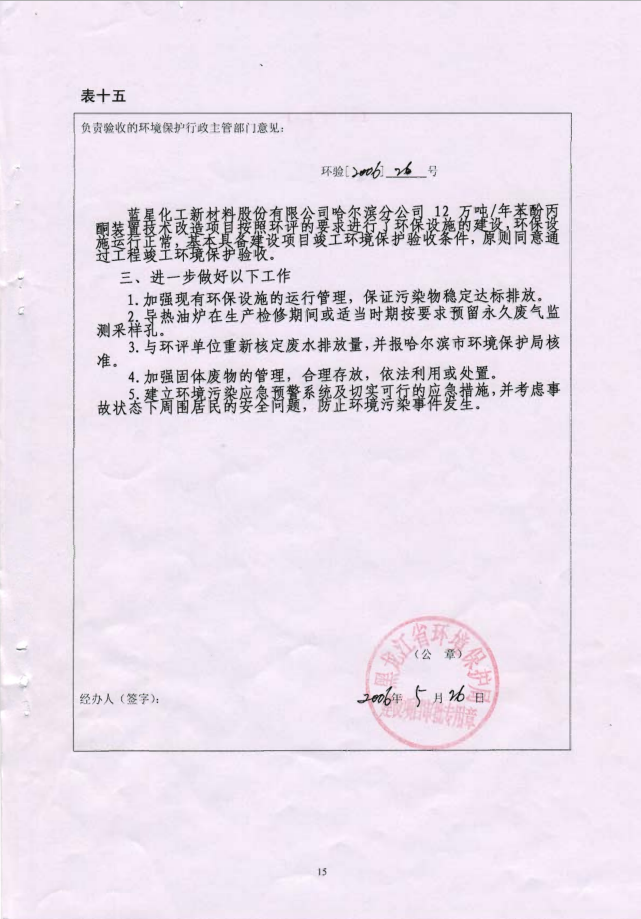 表十五
负责验收的环境保护行政主管部门意见:
环验[2006] 26 号
蓝星化工新材料股份有限公司哈尔滨分公司 12 万吨/年苯酚丙
酮装置技术改造项目按照环评的要求进行了环保设施的建设,环保设
施运行正常,基本具备建设项目竣工环境保护验收条件,原则同意通
过工程竣工环境保护验收。
三、进一步做好以下工作
1.加强现有环保设施的运行管理,保证污染物稳定达标排放。
2.导热油炉在生产检修期间或适当时期按要求预留永久废气监
测采样孔。
3.与环评单位重新核定废水排放量,并报哈尔滨市环境保护局核
准。
4.加强固体废物的管理,合理存放,依法利用或处置。
5.建立环境污染应急预警系统及切实可行的应急措施,并考虑事
故状态下周围居民的安全问题,防止环境污染事件发生。
黑龙江省环境保护局
(公 章)
经办人(签字):
2006年 5 月 26 日
15